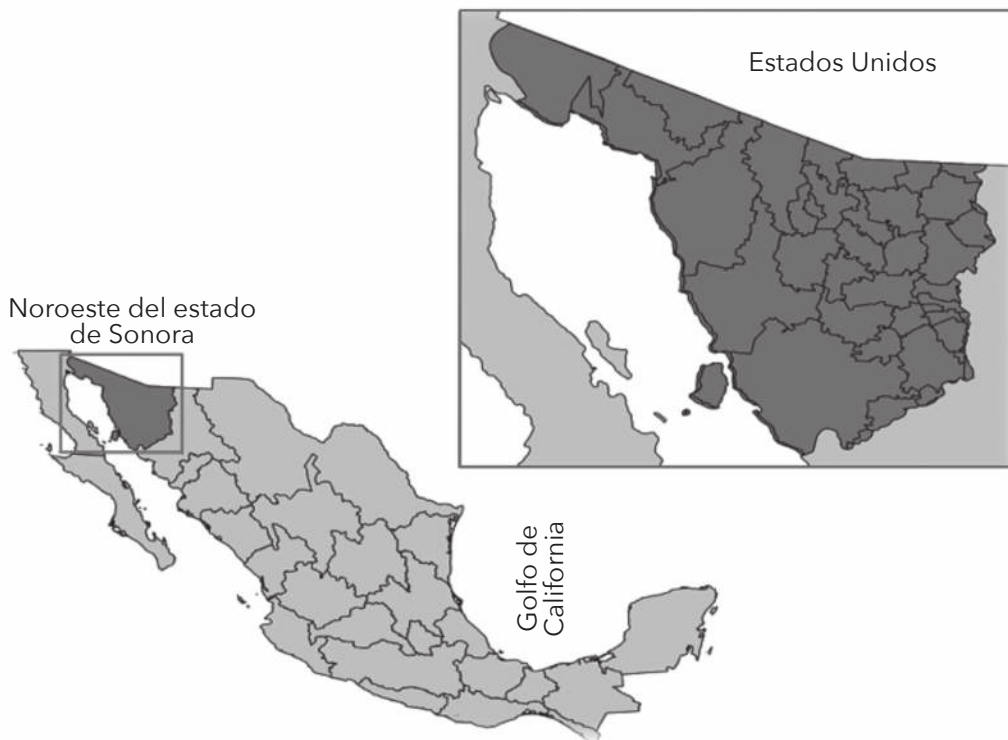 Estados Unidos
Noroeste del estado
de Sonora
Golfo de
California